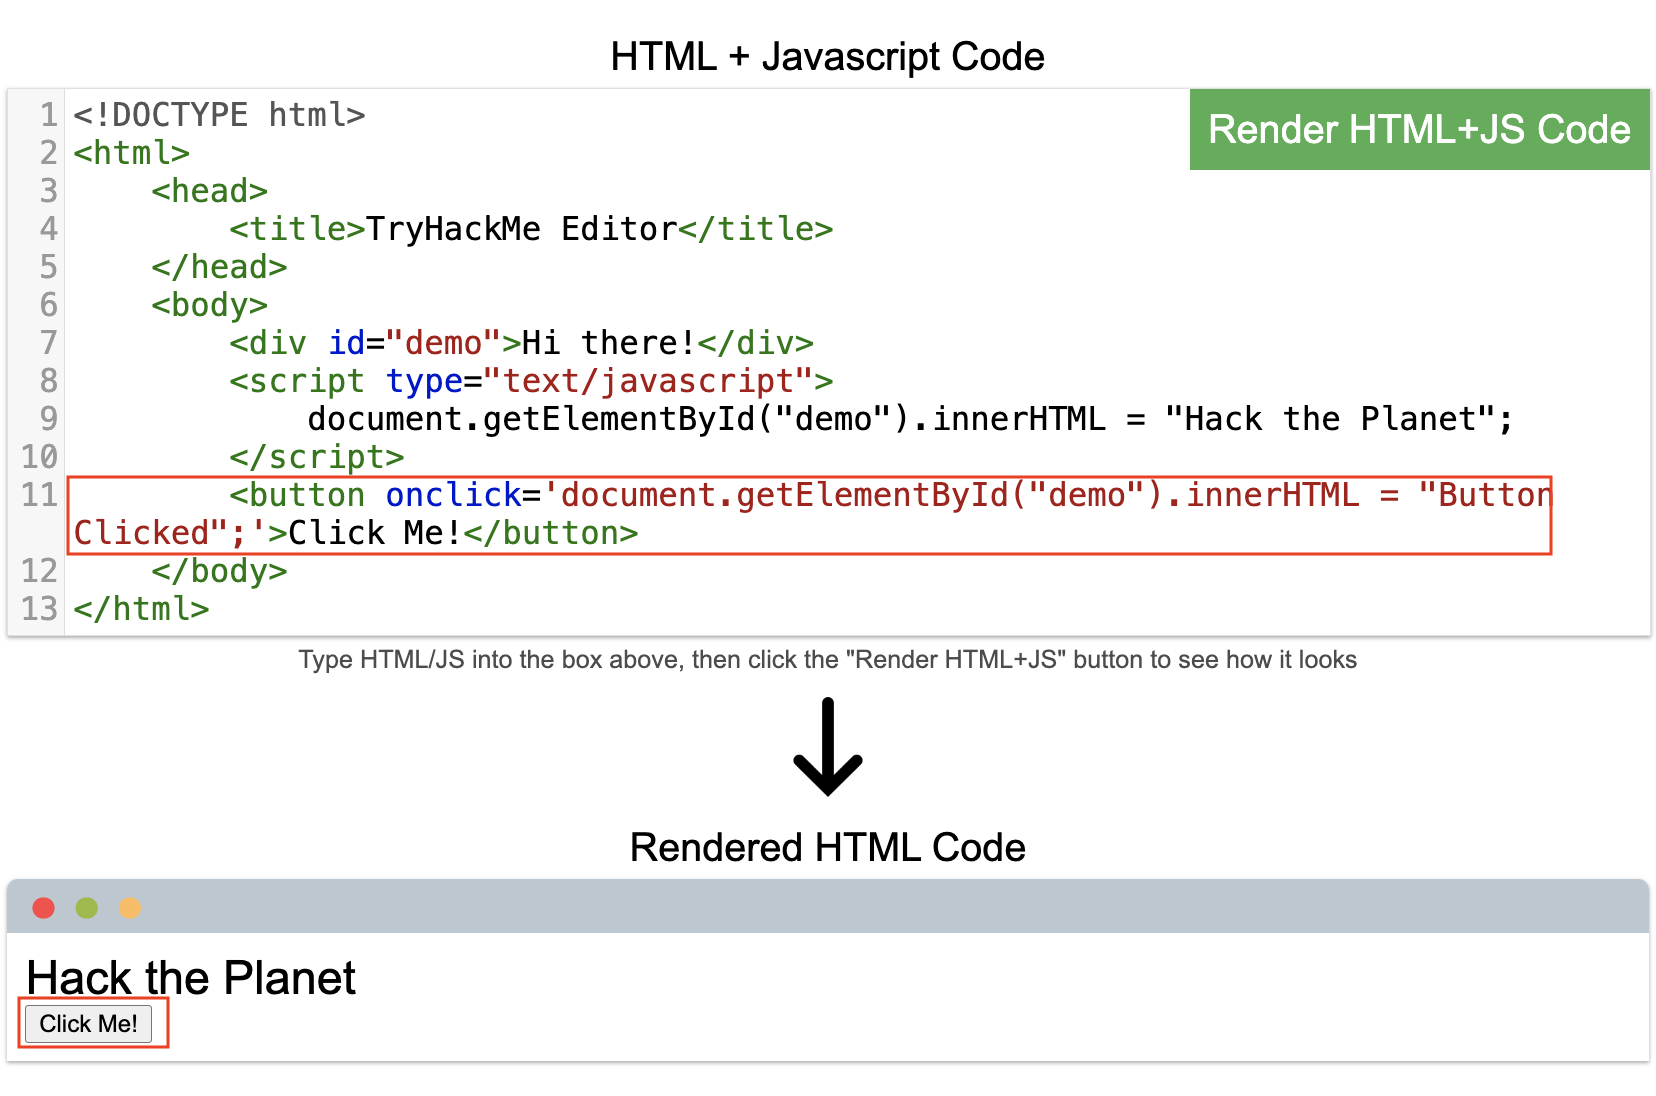 HTML + Javascript Code
Render HTML+JS Code
1 <!DOCTYPE html>
2 <html>
3     <head>
4         <title>TryHackMe Editor</title>
5     </head>
6     <body>
7         <div id="demo">Hi there!</div>
8         <script type="text/javascript">
9             document.getElementById("demo").innerHTML = "Hack the Planet";
10         </script>
11         <button onclick='document.getElementById("demo").innerHTML = "Button
Clicked";'>Click Me!</button>
12     </body>
13 </html>
Type HTML/JS into the box above, then click the "Render HTML+JS" button to see how it looks
Rendered HTML Code
Hack the Planet
Click Me!